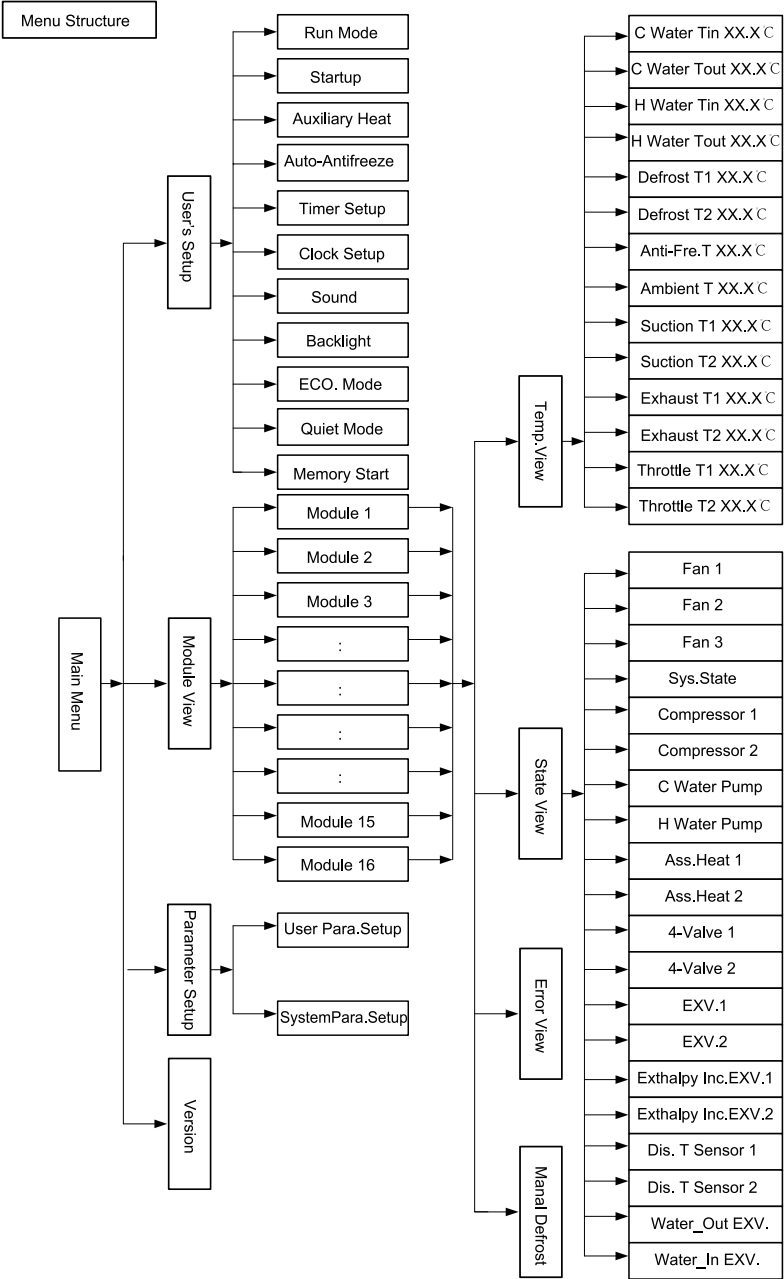 Menu Structure
Main Menu
User's Setup
Module View
Parameter Setup
Version
Run Mode
Startup
Auxiliary Heat
Auto-Antifreeze
Timer Setup
Clock Setup
Sound
Backlight
ECO. Mode
Quiet Mode
Memory Start
Module 1
Module 2
Module 3
:
:
:
:
Module 15
Module 16
User Para.Setup
SystemPara.Setup
Temp.View
State View
Error View
Manal Defrost
C Water Tin XX.X℃
C Water Tout XX.X℃
H Water Tin XX.X℃
H Water Tout XX.X℃
Defrost T1 XX.X℃
Defrost T2 XX.X℃
Anti-Fre.T XX.X℃
Ambient T XX.X℃
Suction T1 XX.X℃
Suction T2 XX.X℃
Exhaust T1 XX.X℃
Exhaust T2 XX.X℃
Throttle T1 XX.X℃
Throttle T2 XX.X℃
Fan 1
Fan 2
Fan 3
Sys.State
Compressor 1
Compressor 2
C Water Pump
H Water Pump
Ass.Heat 1
Ass.Heat 2
4-Valve 1
4-Valve 2
EXV.1
EXV.2
Exthalpy Inc.EXV.1
Exthalpy Inc.EXV.2
Dis. T Sensor 1
Dis. T Sensor 2
Water_Out EXV.
Water_In EXV.